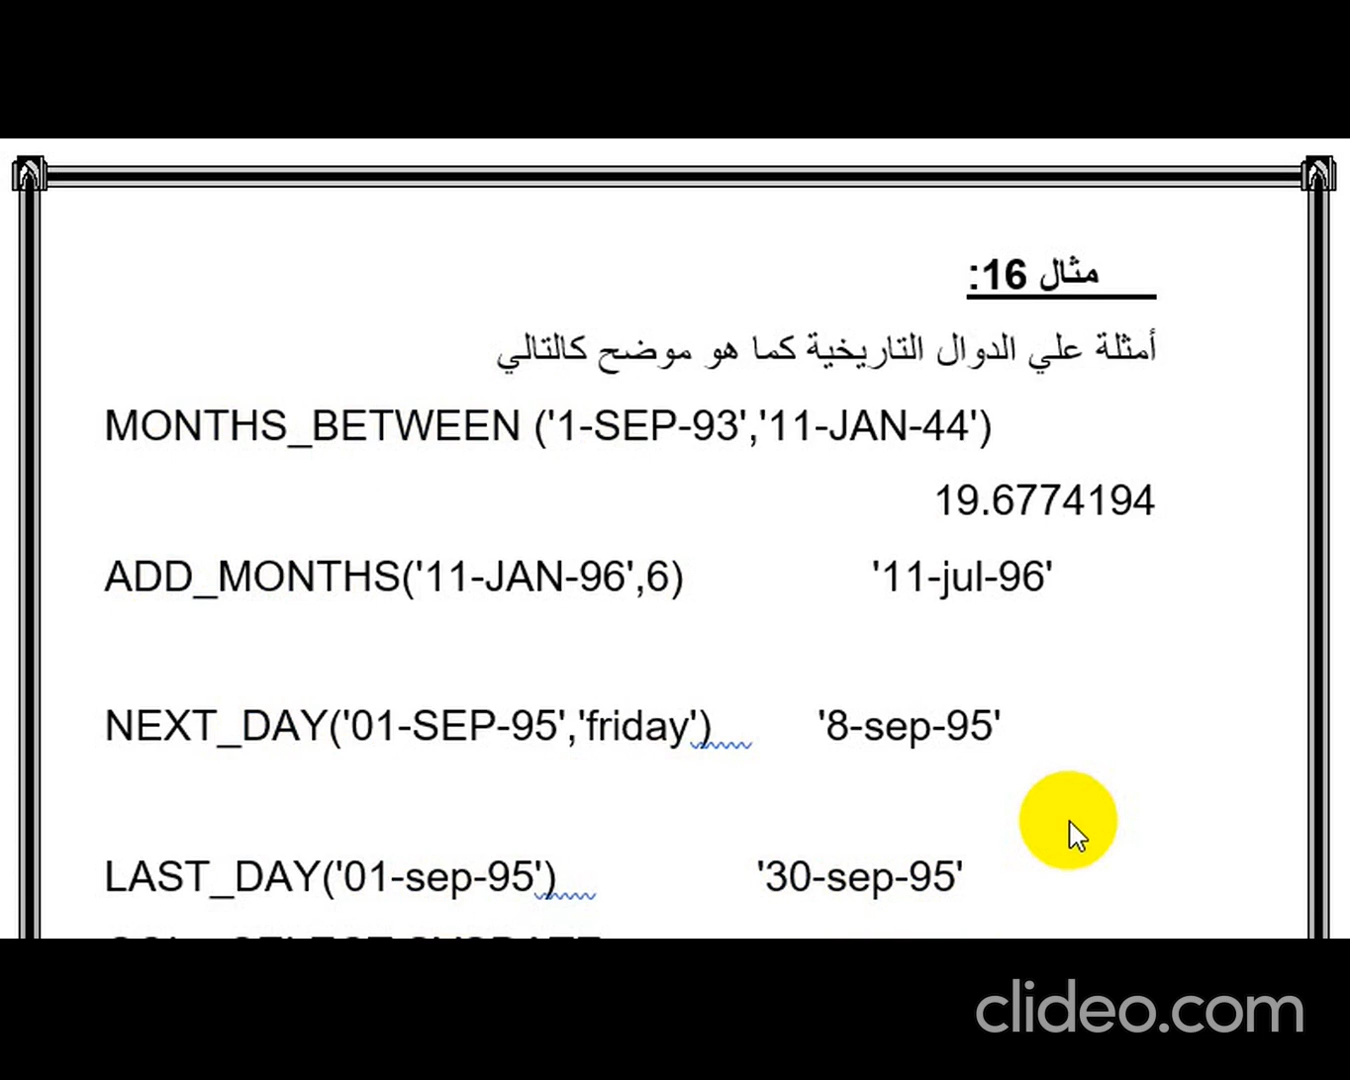 مثال 16:
أمثلة علي الدوال التاريخية كما هو موضح كالتالي
MONTHS_BETWEEN ('1-SEP-93','11-JAN-44')
19.6774194
ADD_MONTHS('11-JAN-96',6) '11-jul-96'
NEXT_DAY('01-SEP-95','friday') '8-sep-95'
LAST_DAY('01-sep-95') '30-sep-95'
clideo.com